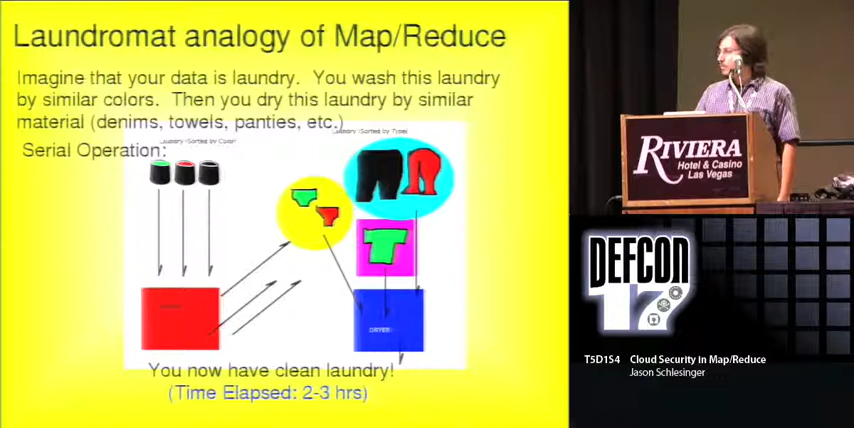 Laundromat analogy of Map/Reduce
Imagine that your data is laundry. You wash this laundry
by similar colors. Then you dry this laundry by similar
material (denims, towels, panties, etc.)
Laundry (Sorted by Type)
Laundry (Sorted by Color)
Serial Operation:
DRYER
You now have clean laundry!
(Time Elapsed: 2-3 hrs)
RIVIERA
Hotel & Casino
Las Vegas
DEFCON
17
T5D1S4 Cloud Security in Map/Reduce
Jason Schlesinger